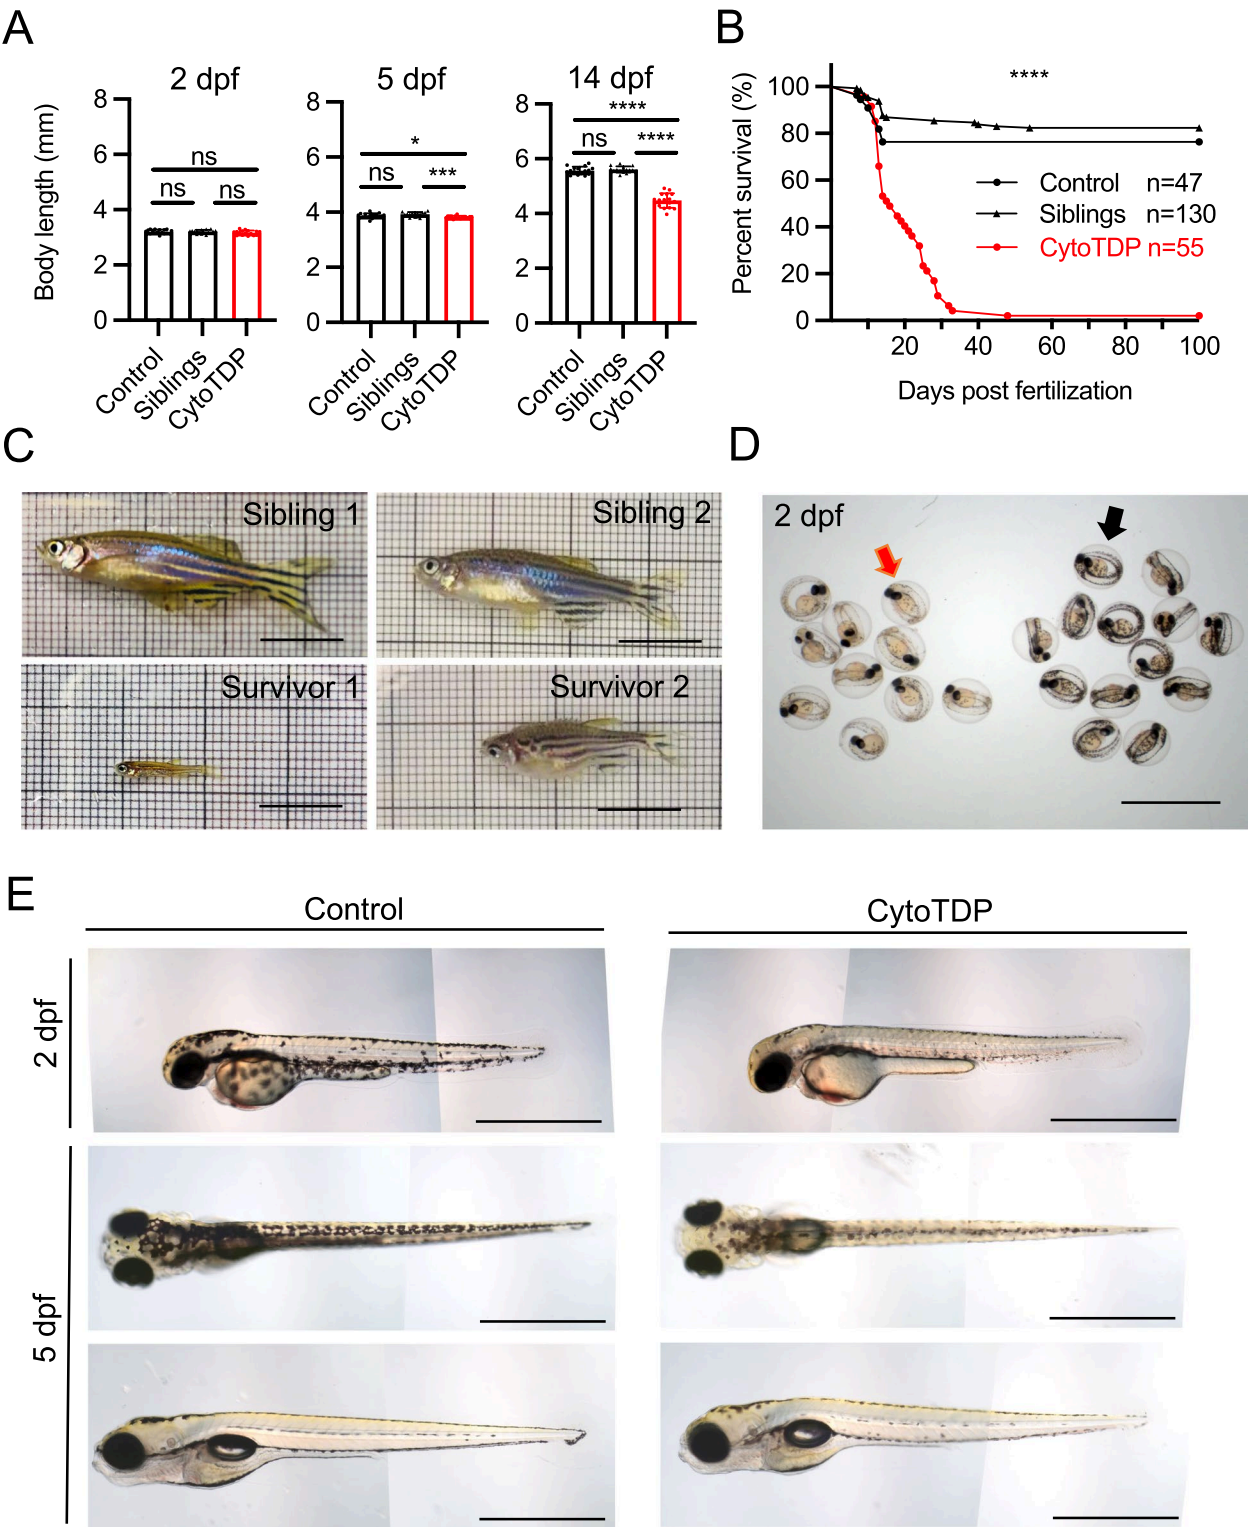 A
B
2 dpf
5 dpf
14 dpf
Body length (mm)
8
6
4
2
0
ns
ns
ns
Control
Siblings
CytoTDP
8
6
4
2
0
*
ns
***
Control
Siblings
CytoTDP
8
6
4
2
0
****
ns
****
Control
Siblings
CytoTDP
Percent survival (%)
100
80
60
40
20
0
****
Control n=47
Siblings n=130
CytoTDP n=55
20
40
60
80
100
Days post fertilization
C
D
Sibling 1
Sibling 2
Survivor 1
Survivor 2
2 dpf
E
Control
CytoTDP
2 dpf
5 dpf